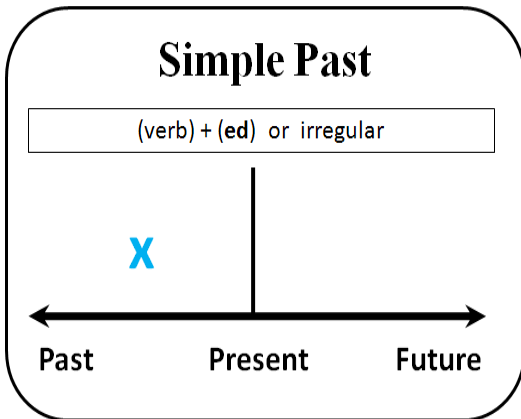 Simple Past
(verb) + (ed) or irregular
X
Past Present Future